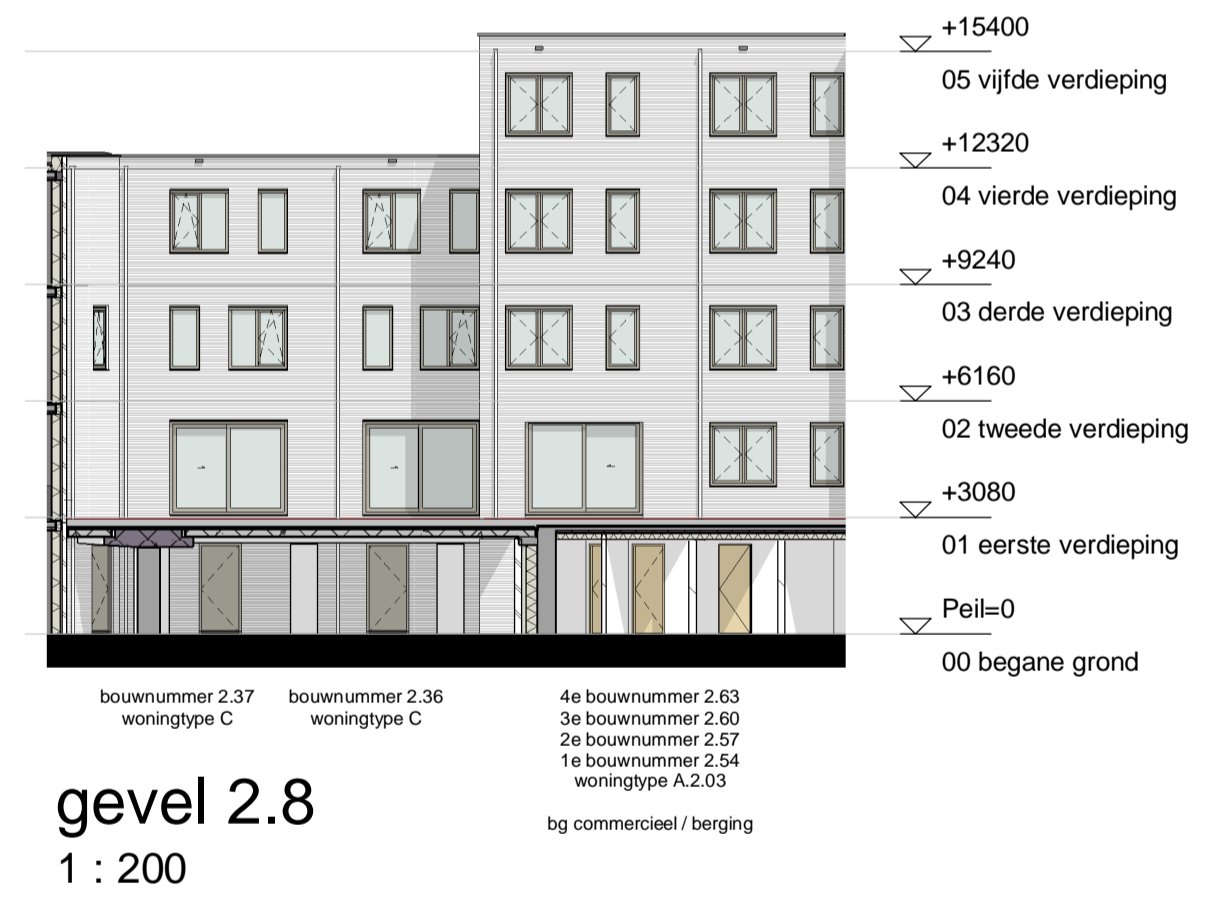 +15400
05 vijfde verdieping
+12320
04 vierde verdieping
+9240
03 derde verdieping
+6160
02 tweede verdieping
+3080
01 eerste verdieping
Peil=0
00 begane grond
bouwnummer 2.37
woningtype C
bouwnummer 2.36
woningtype C
4e bouwnummer 2.63
3e bouwnummer 2.60
2e bouwnummer 2.57
1e bouwnummer 2.54
woningtype A.2.03
bg commercieel / berging
gevel 2.8
1 : 200